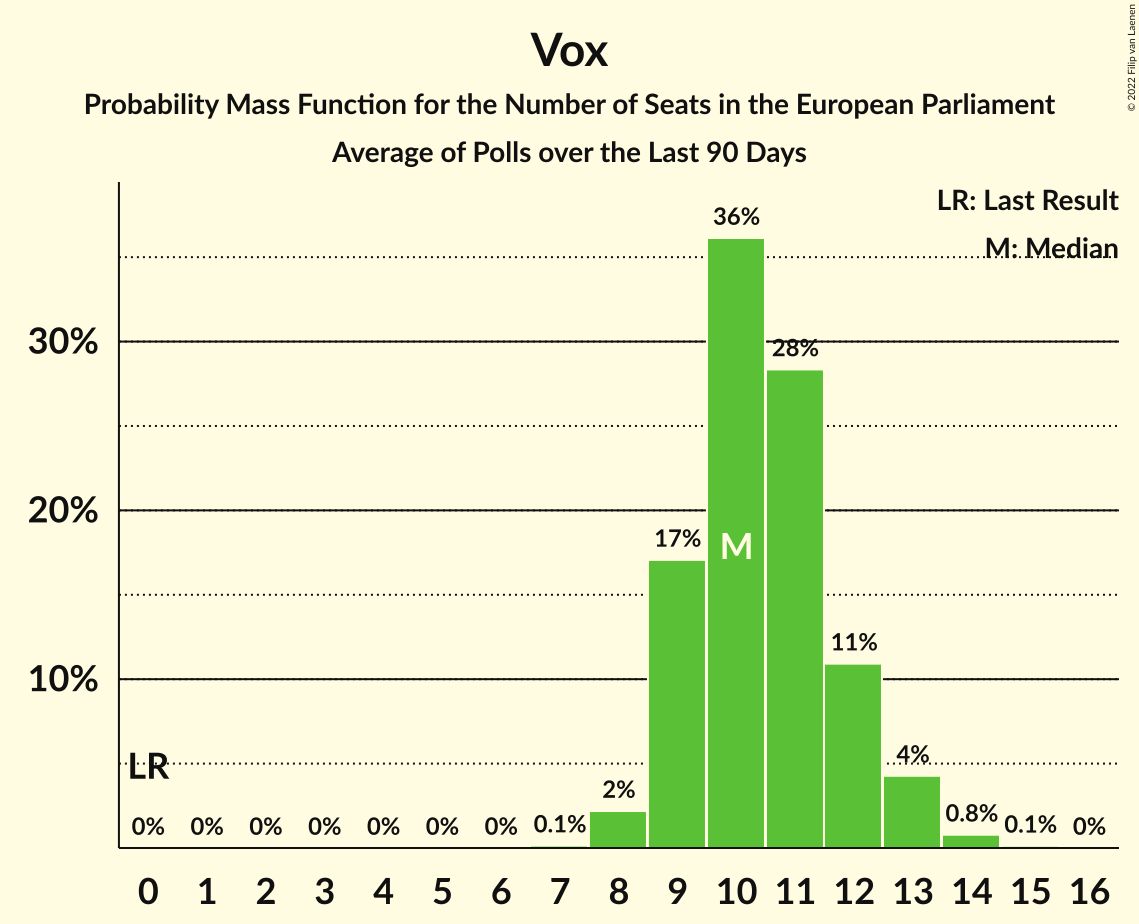 Vox
Probability Mass Function for the Number of Seats in the European Parliament
Average of Polls over the Last 90 Days
© 2022 Filip van Laenen
LR: Last Result
M: Median
36%
30%
28%
20%
17%
M
11%
10%
LR
4%
2%
0% 0% 0% 0% 0% 0% 0% 0.1% 0.8% 0.1% 0%
0 1 2 3 4 5 6 7 8 9 10 11 12 13 14 15 16